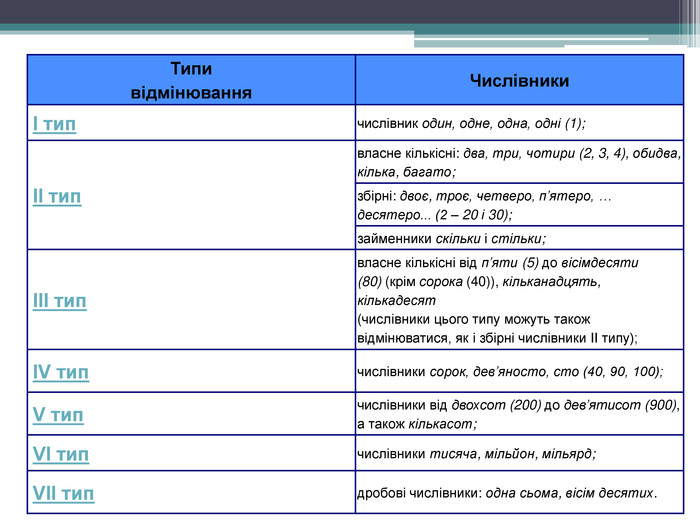 Типи
відмінювання
Числівники
І тип
числівник один, одне, одна, одні (1);
ІІ тип
власне кількісні: два, три, чотири (2, 3, 4), обидва,
кілька, багато;
збірні: двоє, троє, четверо, п’ятеро, …
десятеро... (2 – 20 і 30);
займенники скільки і стільки;
ІІІ тип
власне кількісні від п’яти (5) до вісімдесяти
(80) (крім сорока (40)), кільканадцять,
кількадесят
(числівники цього типу можуть також
відмінюватися, як і збірні числівники ІІ типу);
IV тип
числівники сорок, дев’яносто, сто (40, 90, 100);
V тип
числівники від двохсот (200) до дев’ятисот (900),
а також кількасот;
VI тип
числівники тисяча, мільйон, мільярд;
VII тип
дробові числівники: одна сьома, вісім десятих.